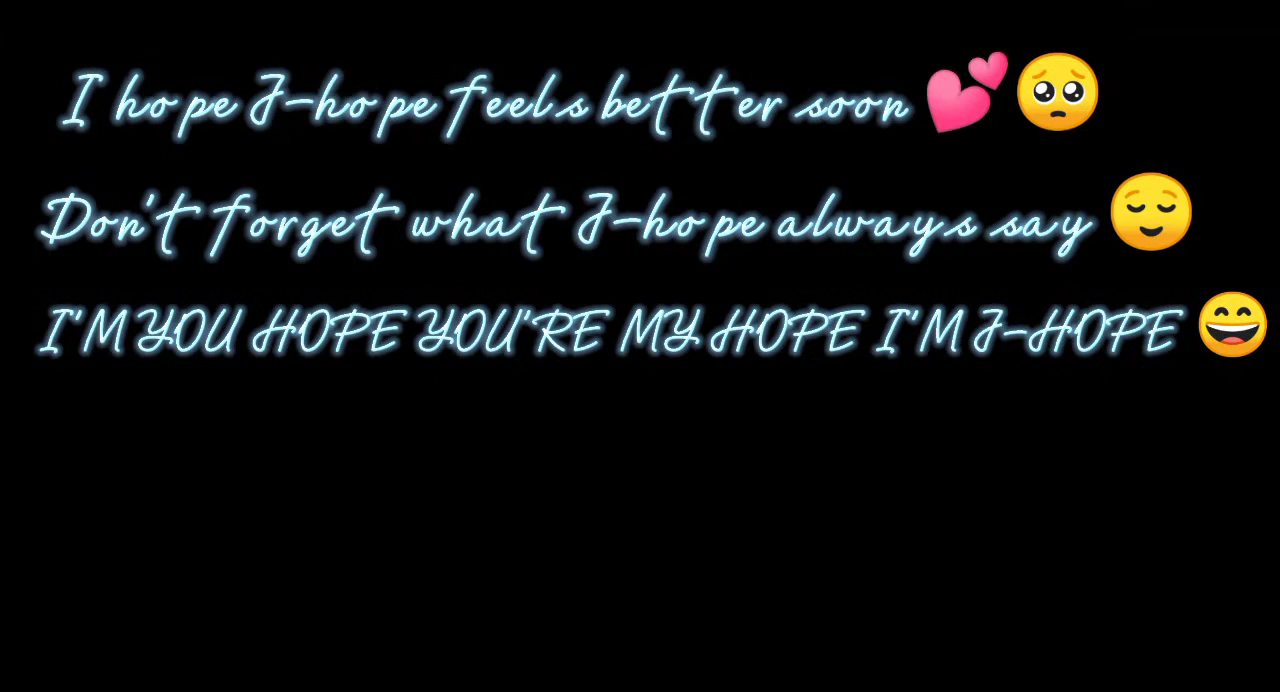 I hope J-hope feels better soon 💕🥺
Don't forget what J-hope always say 😌
I'M YOU HOPE YOU'RE MY HOPE I'M J-HOPE 😄